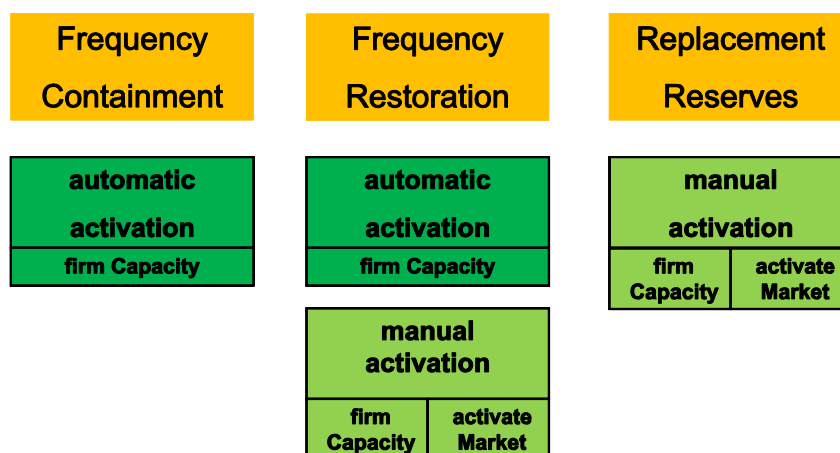 Frequency
Containment
automatic
activation
firm Capacity
Frequency
Restoration
automatic
activation
firm Capacity
manual
activation
firm
Capacity
activate
Market
Replacement
Reserves
manual
activation
firm
Capacity
activate
Market